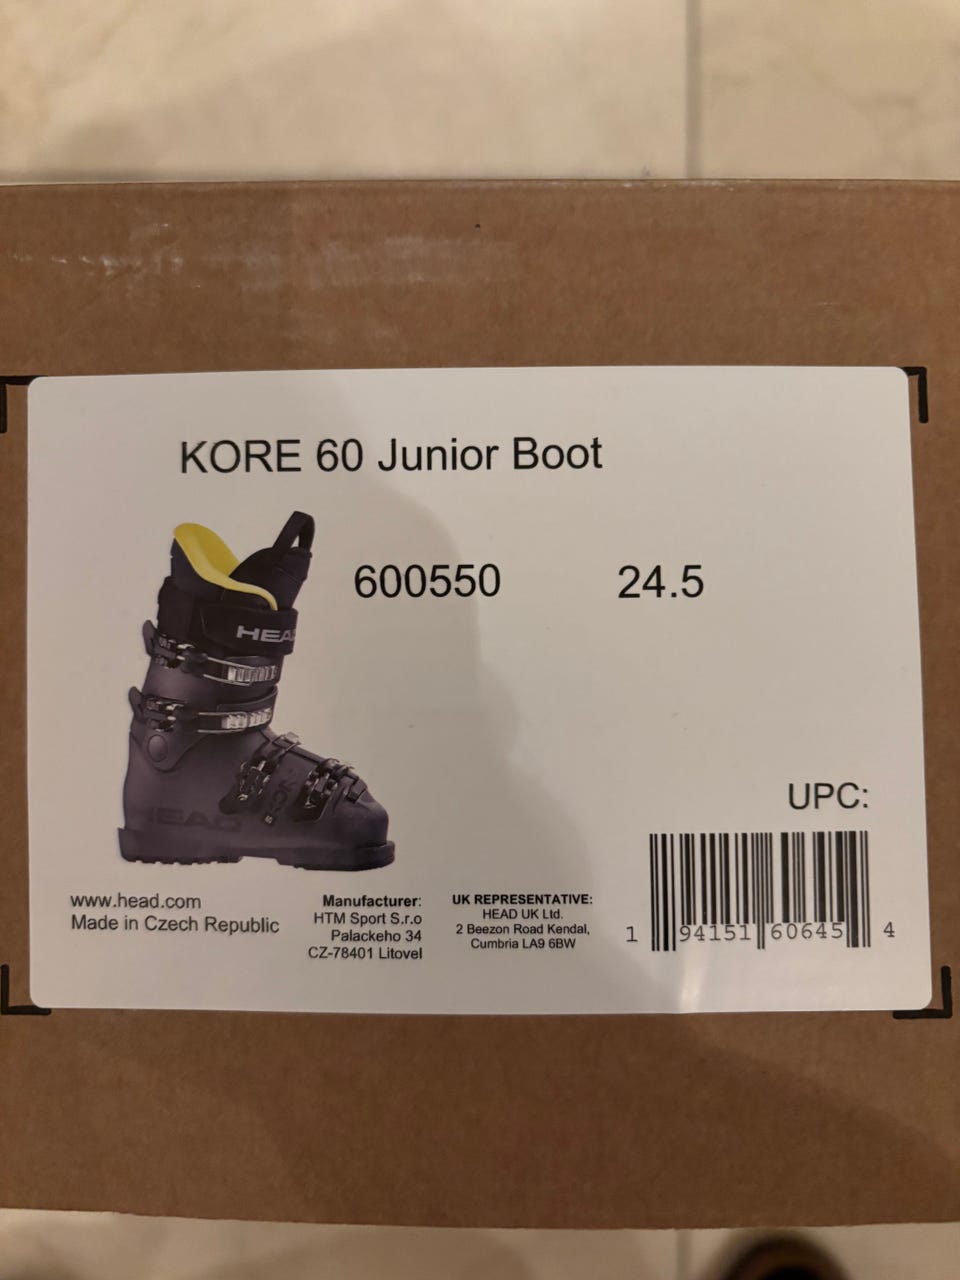 KORE 60 Junior Boot
HEAD
600550
24.5
HEAD
UPC:
www.head.com
Made in Czech Republic
Manufacturer:
HTM Sport S.r.o
Palackeho 34
CZ-78401 Litovel
UK REPRESENTATIVE:
HEAD UK Ltd.
2 Beezon Road Kendal,
Cumbria LA9 6BW
1 94151 60645 4